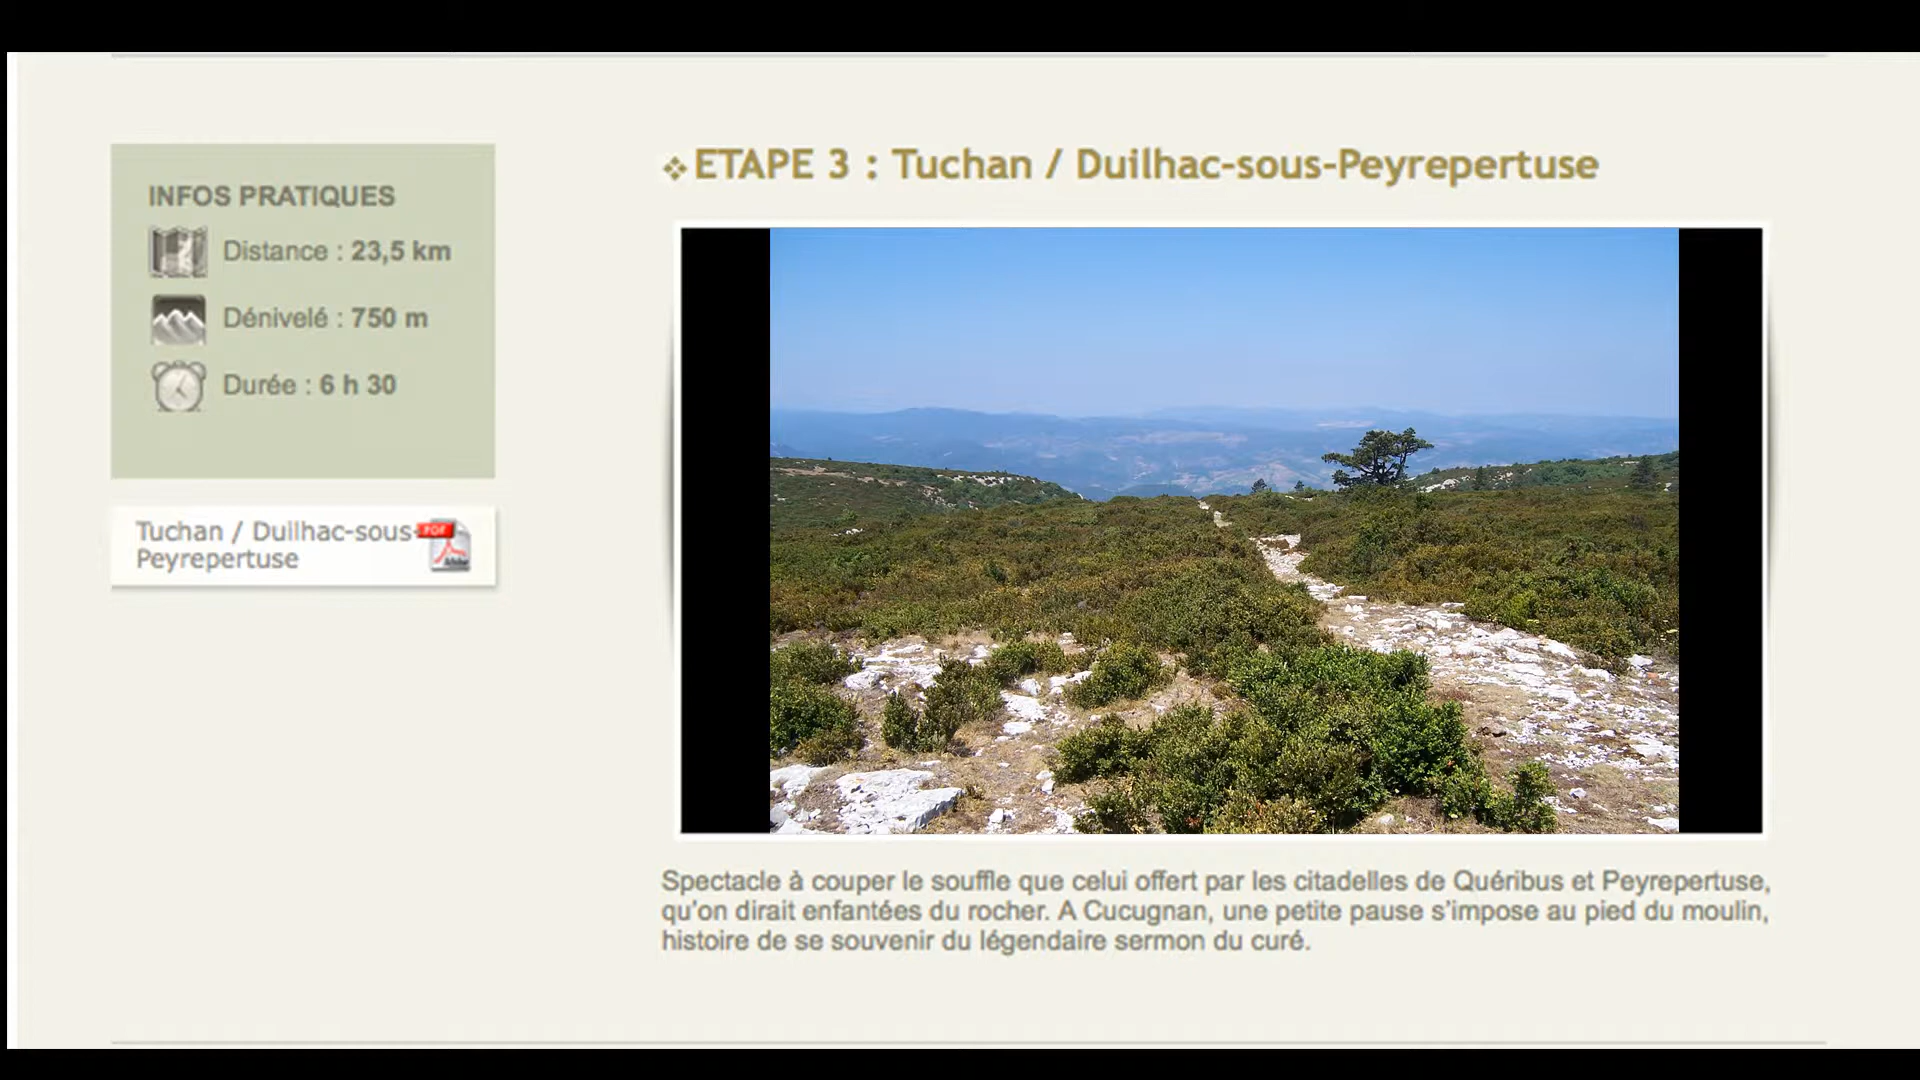 INFOS PRATIQUES
Distance : 23,5 km
Dénivelé : 750 m
Durée : 6 h 30
Tuchan / Duilhac-sous-
Peyrepertuse
PDF
Adobe
ETAPE 3 : Tuchan / Duilhac-sous-Peyrepertuse
Spectacle à couper le souffle que celui offert par les citadelles de Quéribus et Peyrepertuse,
qu’on dirait enfantées du rocher. A Cucugnan, une petite pause s’impose au pied du moulin,
histoire de se souvenir du légendaire sermon du curé.